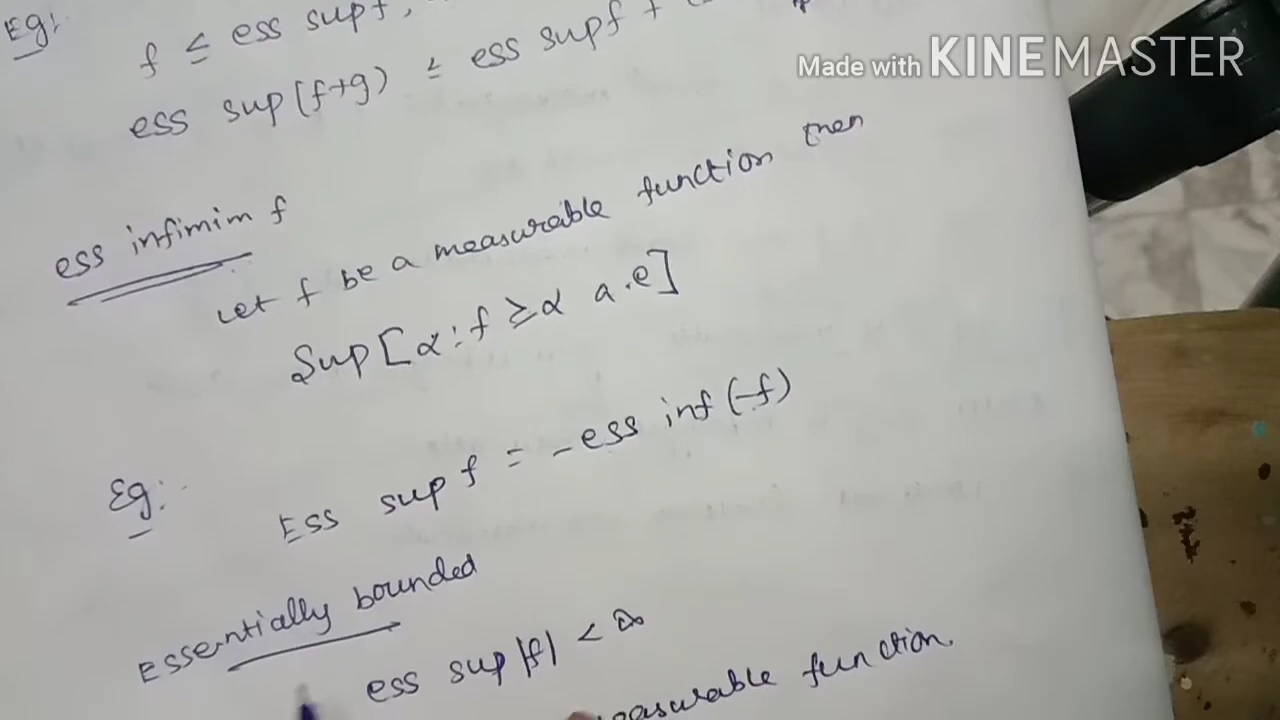 Eg:
f ≤ ess sup f,
ess sup [f+g) ≤ ess sup f +
Made with KINEMASTER
ess infimim f
Let f be a measurable function then
Sup [α : f ≥ α a.e]
Eg:
Ess sup f = -ess inf (-f)
Essentially bounded
ess sup |f| < ∞
measurable function.